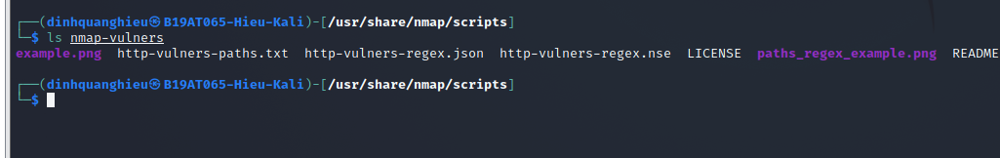 ┌──(dinhquanghieu㉿B19AT065-Hieu-Kali)-[/usr/share/nmap/scripts]
└─$ ls nmap-vulners
example.png  http-vulners-paths.txt  http-vulners-regex.json  http-vulners-regex.nse  LICENSE  paths_regex_example.png  README
┌──(dinhquanghieu㉿B19AT065-Hieu-Kali)-[/usr/share/nmap/scripts]
└─$